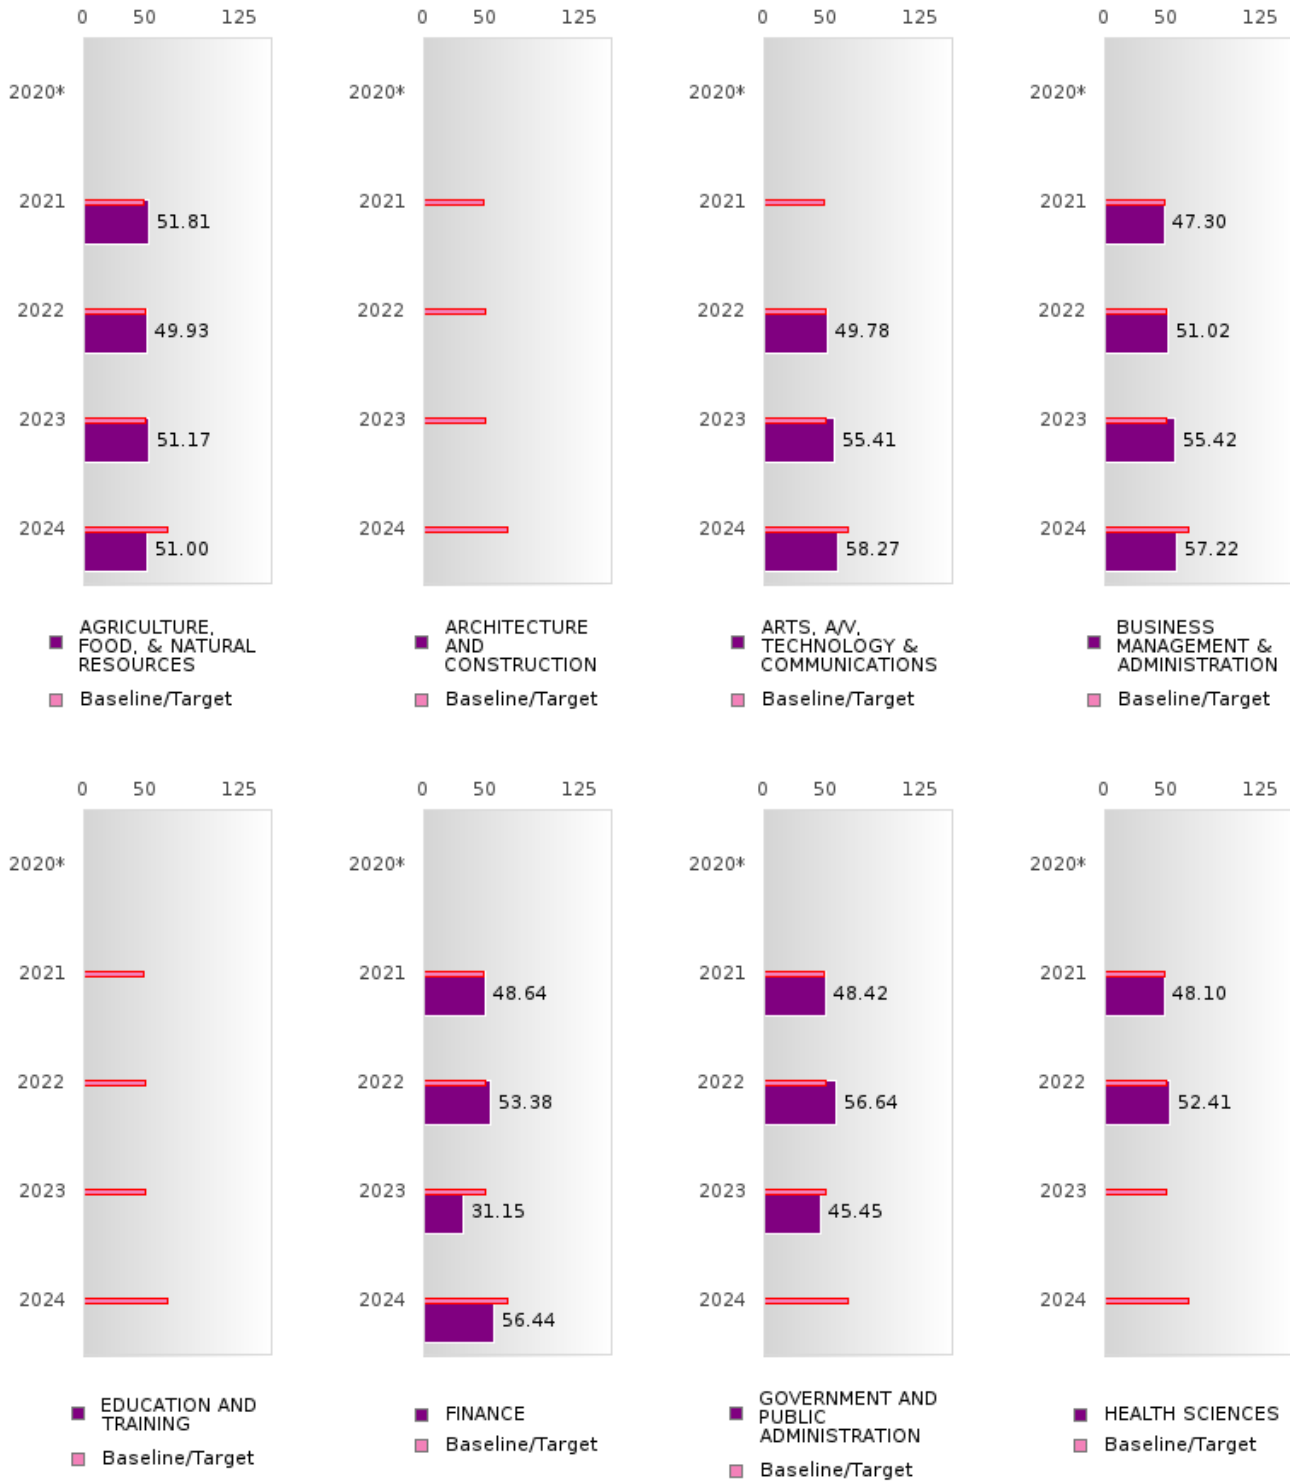 0 50 125
0 50 125
0 50 125
0 50 125
2020*
2020*
2020*
2020*
2021
2021
2021
2021
51.81
47.30
2022
2022
2022
2022
49.93
49.78
51.02
2023
2023
2023
2023
51.17
55.41
55.42
2024
2024
2024
2024
51.00
58.27
57.22
AGRICULTURE,
FOOD, & NATURAL
RESOURCES
Baseline/Target
ARCHITECTURE
AND
CONSTRUCTION
Baseline/Target
ARTS, A/V,
TECHNOLOGY &
COMMUNICATIONS
Baseline/Target
BUSINESS
MANAGEMENT &
ADMINISTRATION
Baseline/Target
0 50 125
0 50 125
0 50 125
0 50 125
2020*
2020*
2020*
2020*
2021
2021
2021
2021
48.64
48.42
48.10
2022
2022
2022
2022
53.38
56.64
52.41
2023
2023
2023
2023
31.15
45.45
2024
2024
2024
2024
56.44
EDUCATION AND
TRAINING
Baseline/Target
FINANCE
Baseline/Target
GOVERNMENT AND
PUBLIC
ADMINISTRATION
Baseline/Target
HEALTH SCIENCES
Baseline/Target